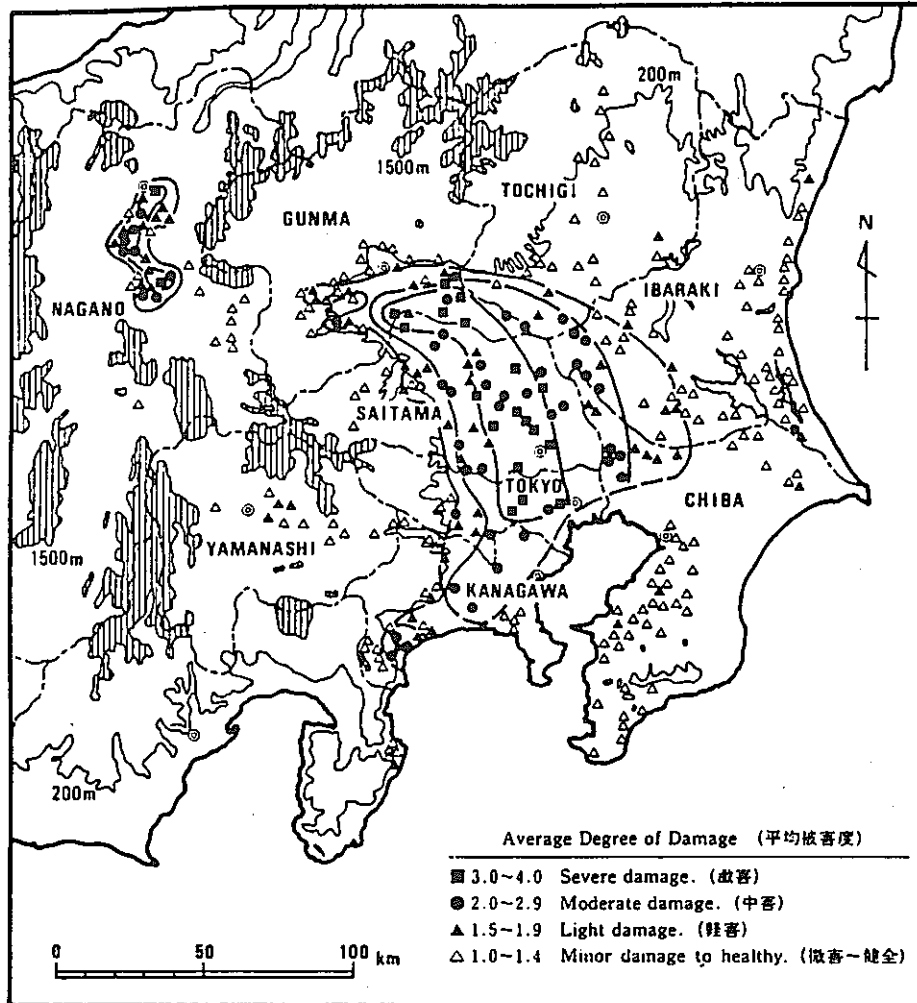 200m
N
1500m
TOCHIGI
GUNMA
IBARAKI
NAGANO
SAITAMA
TOKYO
CHIBA
1500m
YAMANASHI
KANAGAWA
200m
Average Degree of Damage (平均被害度)
3.0~4.0 Severe damage. (激害)
2.0~2.9 Moderate damage. (中害)
1.5~1.9 Light damage. (軽害)
1.0~1.4 Minor damage to healthy. (微害~健全)
0 50 100 km